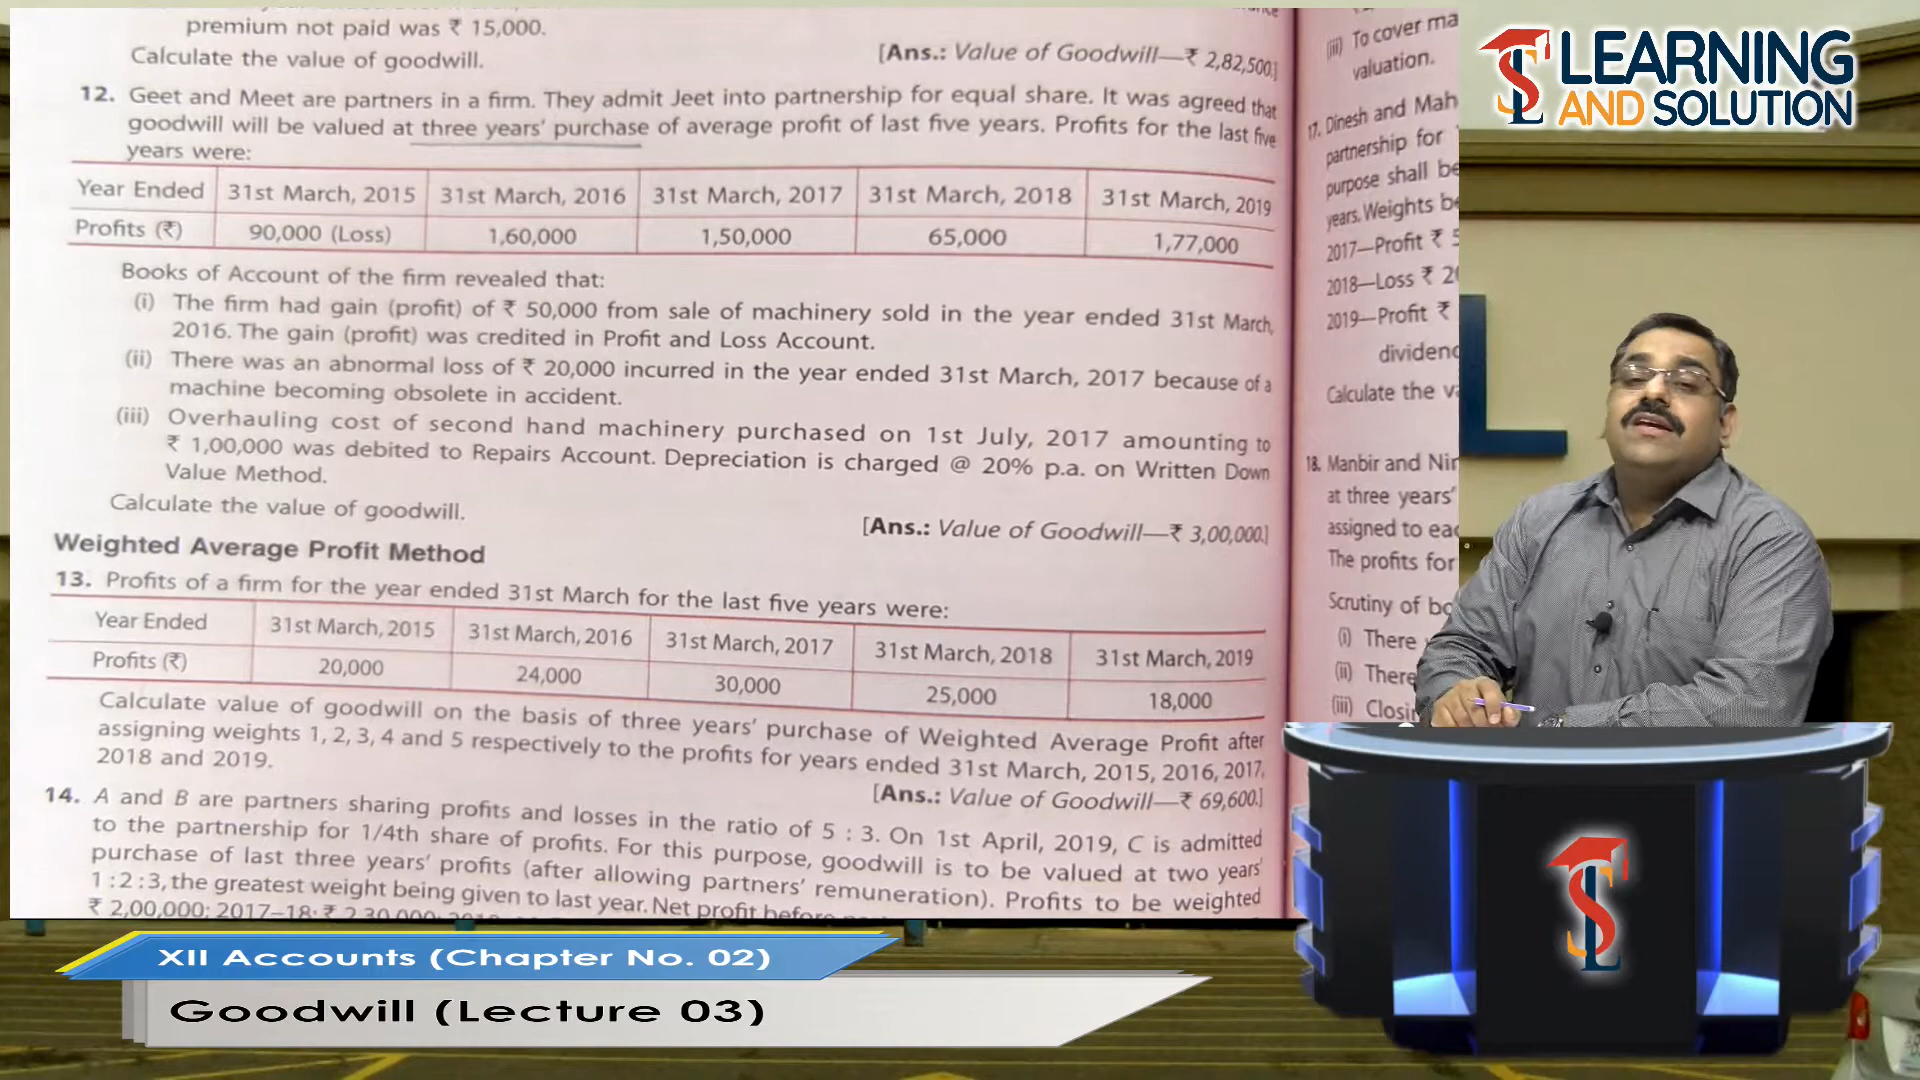 premium not paid was ₹ 15,000.
Calculate the value of goodwill.
[Ans.: Value of Goodwill—₹ 2,82,500.]
12. Geet and Meet are partners in a firm. They admit Jeet into partnership for equal share. It was agreed that
goodwill will be valued at three years' purchase of average profit of last five years. Profits for the last five
years were:
Year Ended 31st March, 2015 31st March, 2016 31st March, 2017 31st March, 2018 31st March, 2019
Profits (₹) 90,000 (Loss) 1,60,000 1,50,000 65,000 1,77,000
Books of Account of the firm revealed that:
(i) The firm had gain (profit) of ₹ 50,000 from sale of machinery sold in the year ended 31st March,
2016. The gain (profit) was credited in Profit and Loss Account.
(ii) There was an abnormal loss of ₹ 20,000 incurred in the year ended 31st March, 2017 because of a
machine becoming obsolete in accident.
(iii) Overhauling cost of second hand machinery purchased on 1st July, 2017 amounting to
₹ 1,00,000 was debited to Repairs Account. Depreciation is charged @ 20% p.a. on Written Down
Value Method.
Calculate the value of goodwill.
[Ans.: Value of Goodwill—₹ 3,00,000.]
Weighted Average Profit Method
13. Profits of a firm for the year ended 31st March for the last five years were:
Year Ended 31st March, 2015 31st March, 2016 31st March, 2017 31st March, 2018 31st March, 2019
Profits (₹) 20,000 24,000 30,000 25,000 18,000
Calculate value of goodwill on the basis of three years' purchase of Weighted Average Profit after
assigning weights 1, 2, 3, 4 and 5 respectively to the profits for years ended 31st March, 2015, 2016, 2017,
2018 and 2019.
[Ans.: Value of Goodwill—₹ 69,600.]
14. A and B are partners sharing profits and losses in the ratio of 5 : 3. On 1st April, 2019, C is admitted
to the partnership for 1/4th share of profits. For this purpose, goodwill is to be valued at two years'
purchase of last three years' profits (after allowing partners' remuneration). Profits to be weighted
1 : 2 : 3, the greatest weight being given to last year. Net profit before
₹ 2,00,000; 2017–18: ₹ 2,30,000;
(iii) To cover
valuation.
17. Dinesh and
partnership for
purpose shall
years. Weights
2017—Profit ₹
2018—Loss ₹
2019—Profit ₹
Calculate the
18. Manbir and
at three years'
assigned to
The profits for
Scrutiny of
(i) There
(ii) There
(iii)
LEARNING
AND SOLUTION
SL
XII Accounts (Chapter No. 02)
Goodwill (Lecture 03)